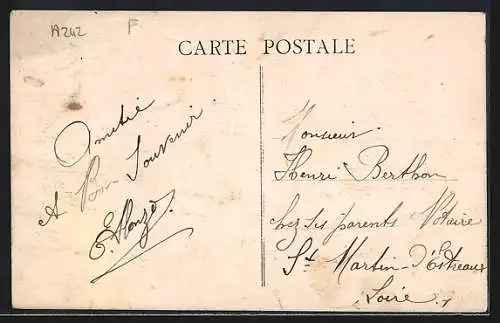 A242
F
CARTE POSTALE
Amitié
A Bon Souvenir
Monsieur
Henri Berthon
chez ses parents Notaire
St Martin-d'Estreaux
Loire